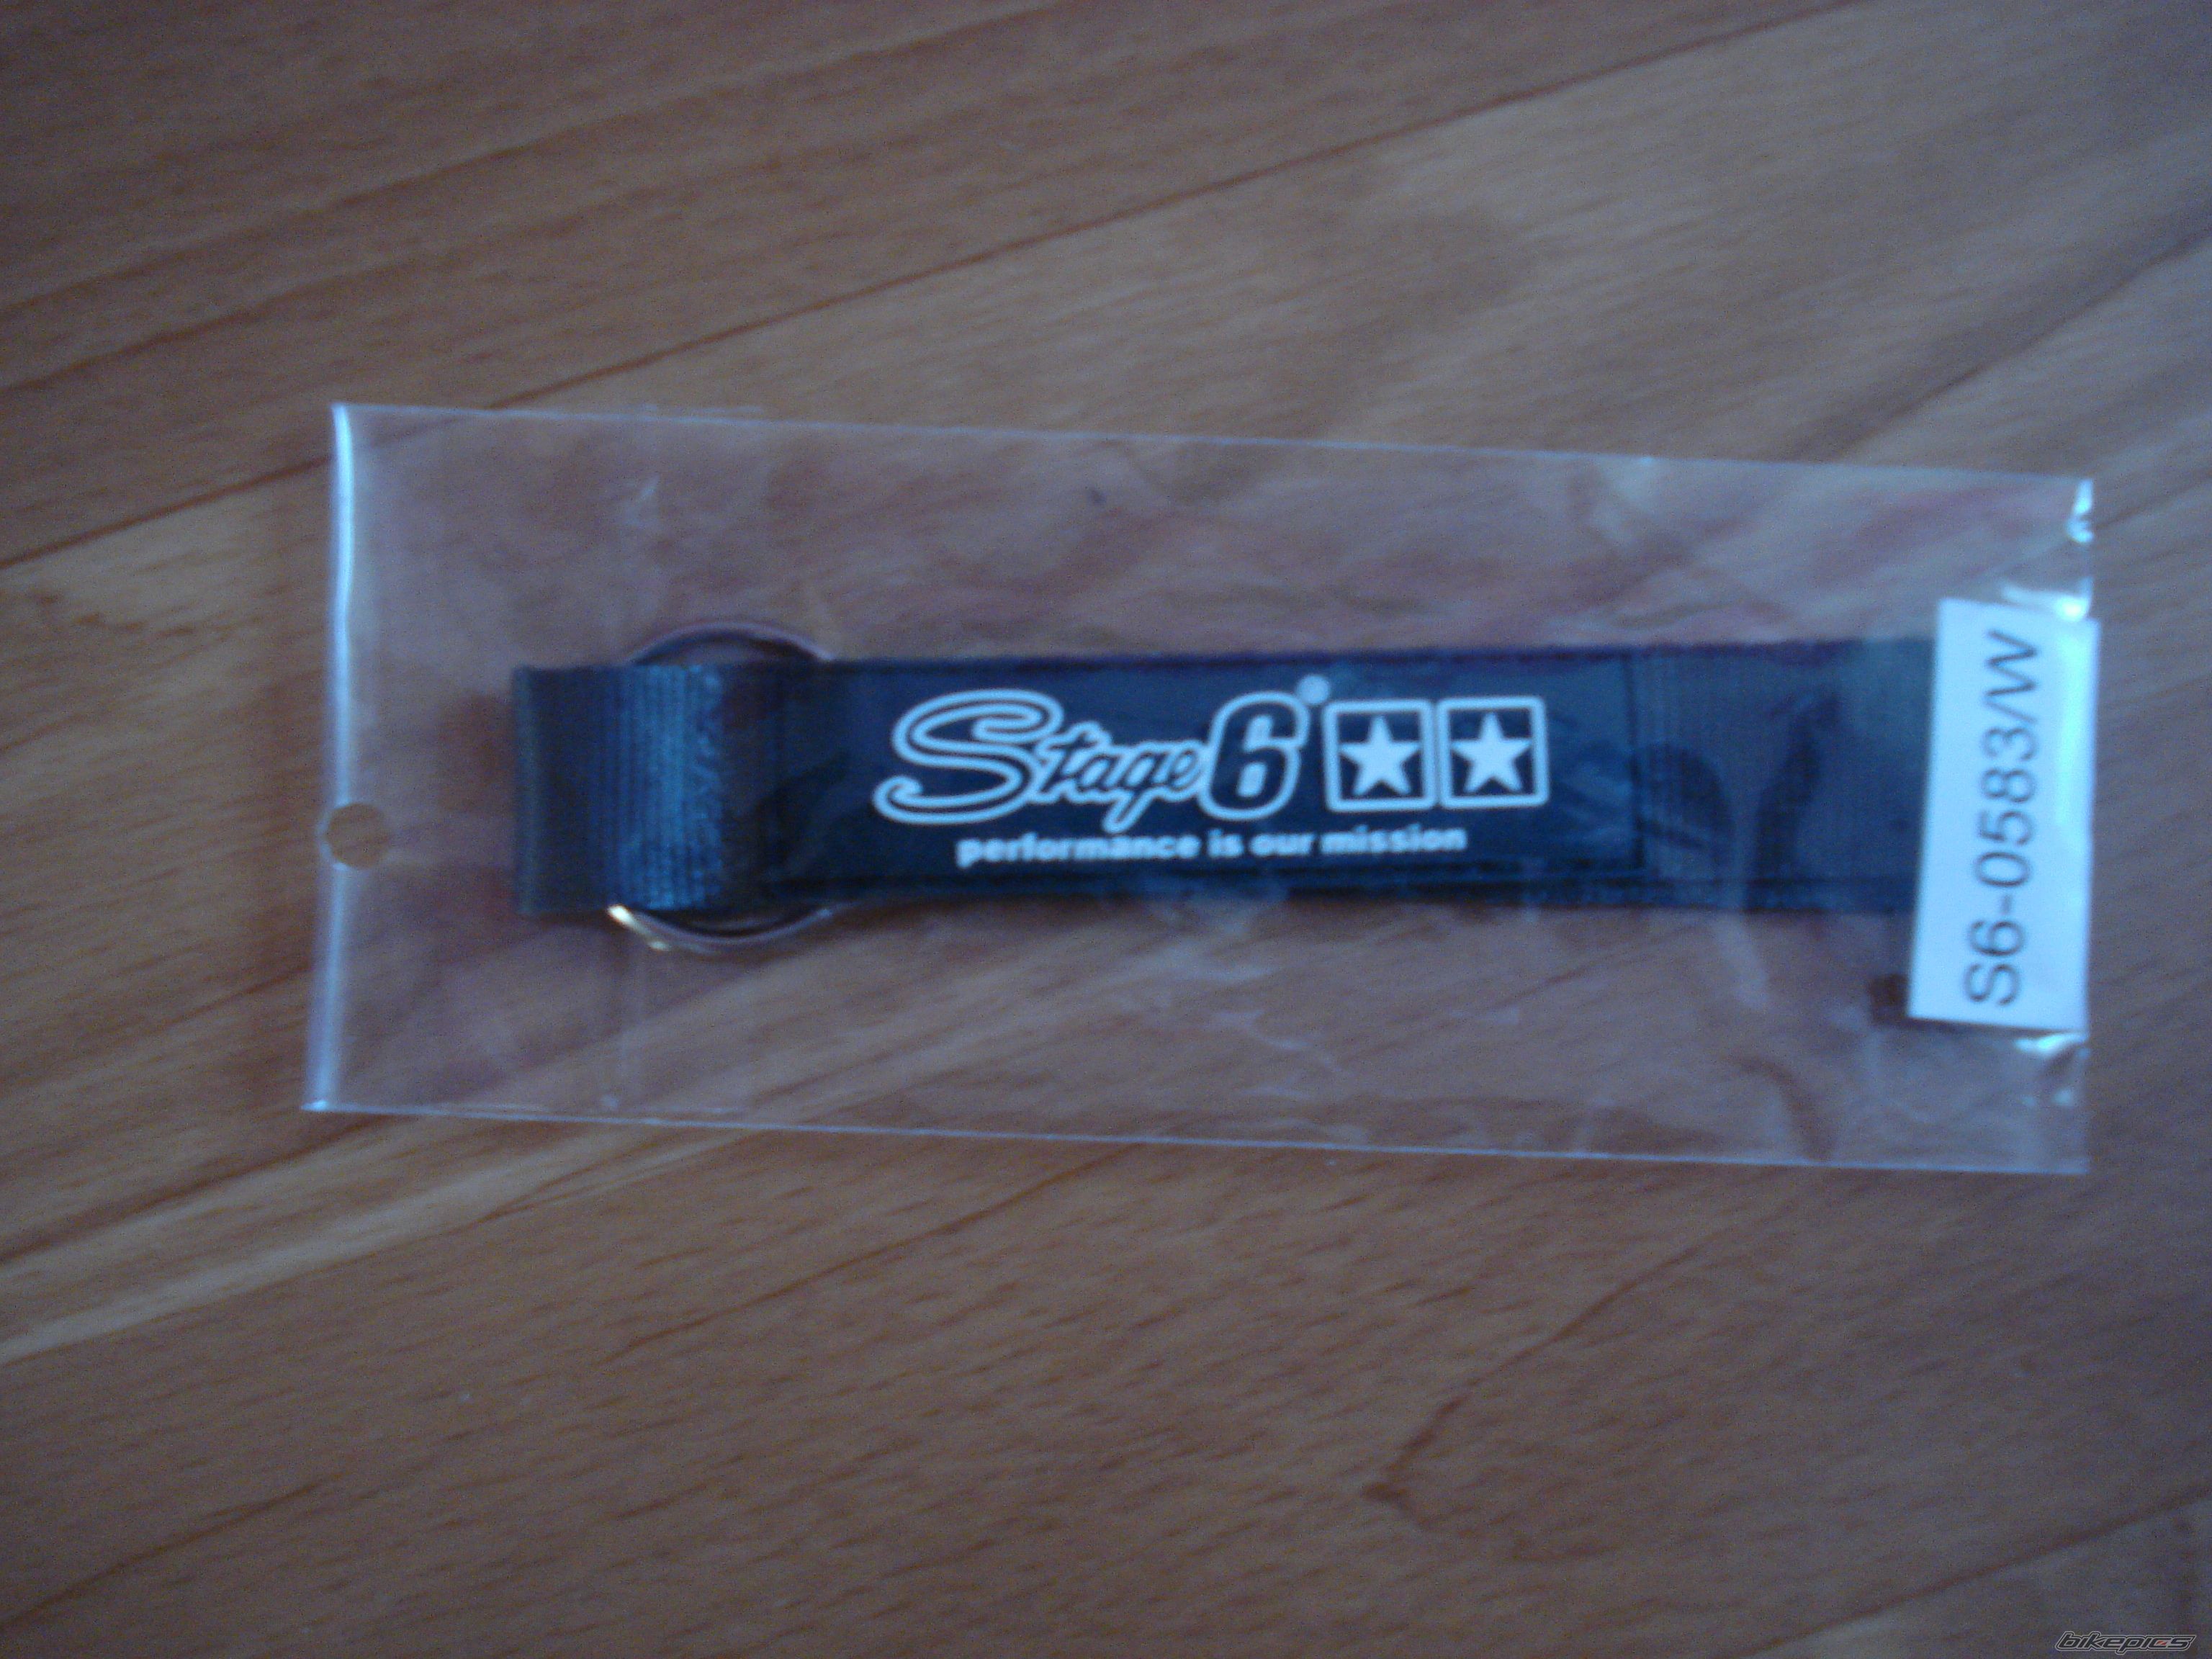 Stage6
performance is our mission
S6-0583/W
bikepics